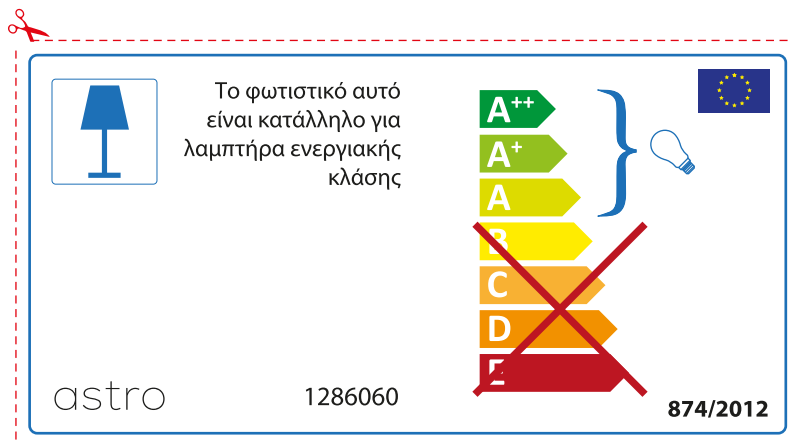 Το φωτιστικό αυτό
είναι κατάλληλο για
λαμπτήρα ενεργιακής
κλάσης
A++
A+
A
B
C
D
E
astro
1286060
874/2012